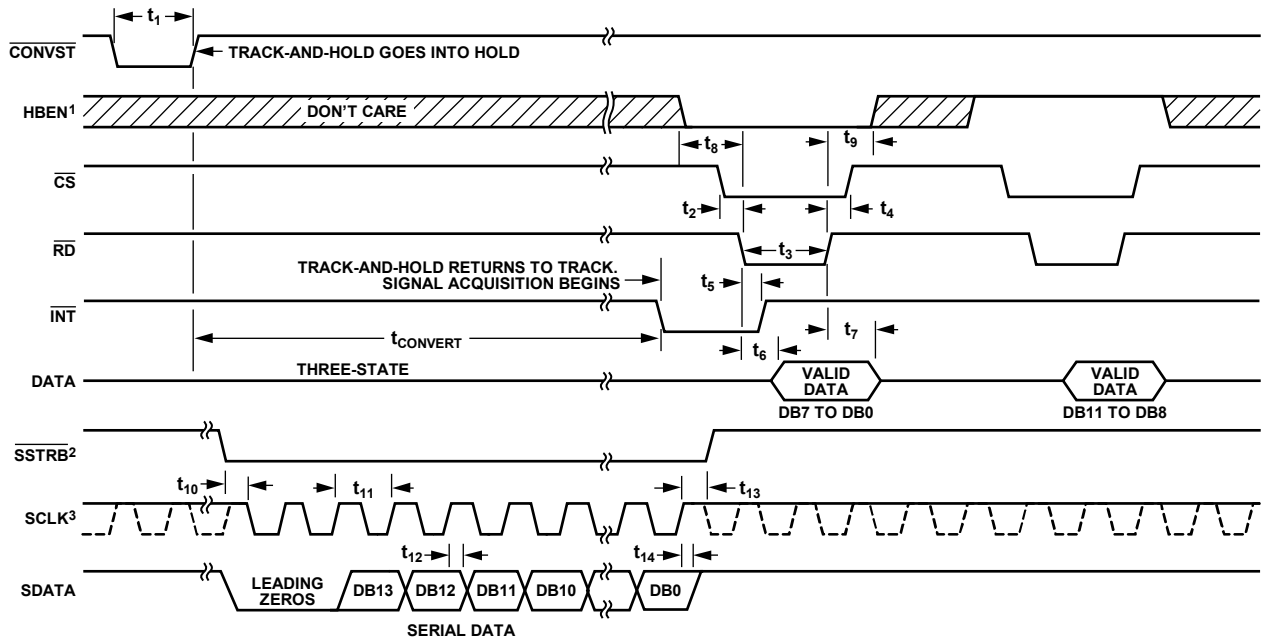 t1
CONVST
TRACK-AND-HOLD GOES INTO HOLD
HBEN1
DON'T CARE
t8
t9
CS
t2
t4
RD
t3
TRACK-AND-HOLD RETURNS TO TRACK.
SIGNAL ACQUISITION BEGINS
t5
INT
tCONVERT
t7
t6
DATA
THREE-STATE
VALID
DATA
VALID
DATA
DB7 TO DB0
DB11 TO DB8
SSTRB2
t10
t11
t13
SCLK3
t12
t14
SDATA
LEADING
ZEROS
DB13
DB12
DB11
DB10
DB0
SERIAL DATA